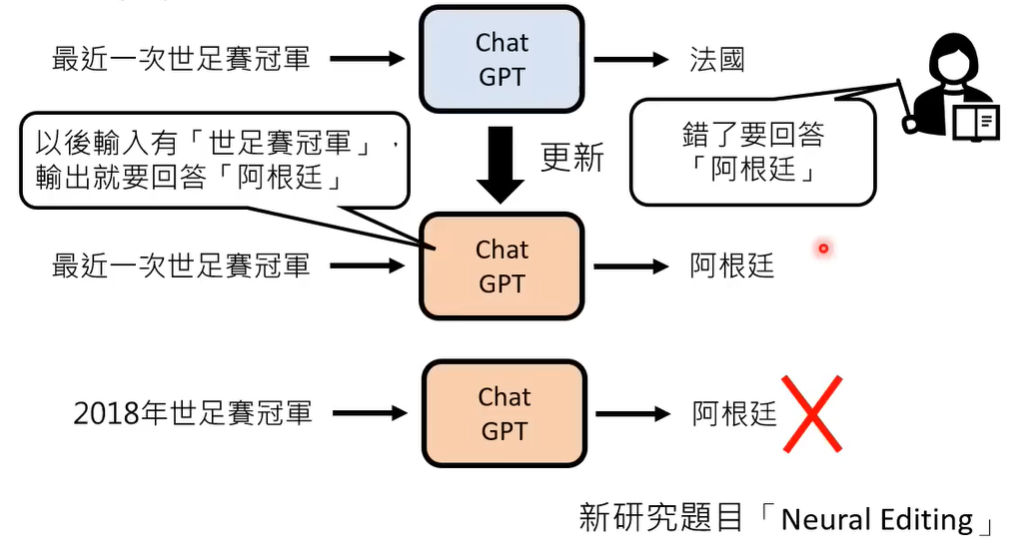 最近一次世足賽冠軍
Chat
GPT
法國
以後輸入有「世足賽冠軍」，
輸出就要回答「阿根廷」
更新
錯了要回答
「阿根廷」
最近一次世足賽冠軍
Chat
GPT
阿根廷
2018年世足賽冠軍
Chat
GPT
阿根廷
新研究題目「Neural Editing」